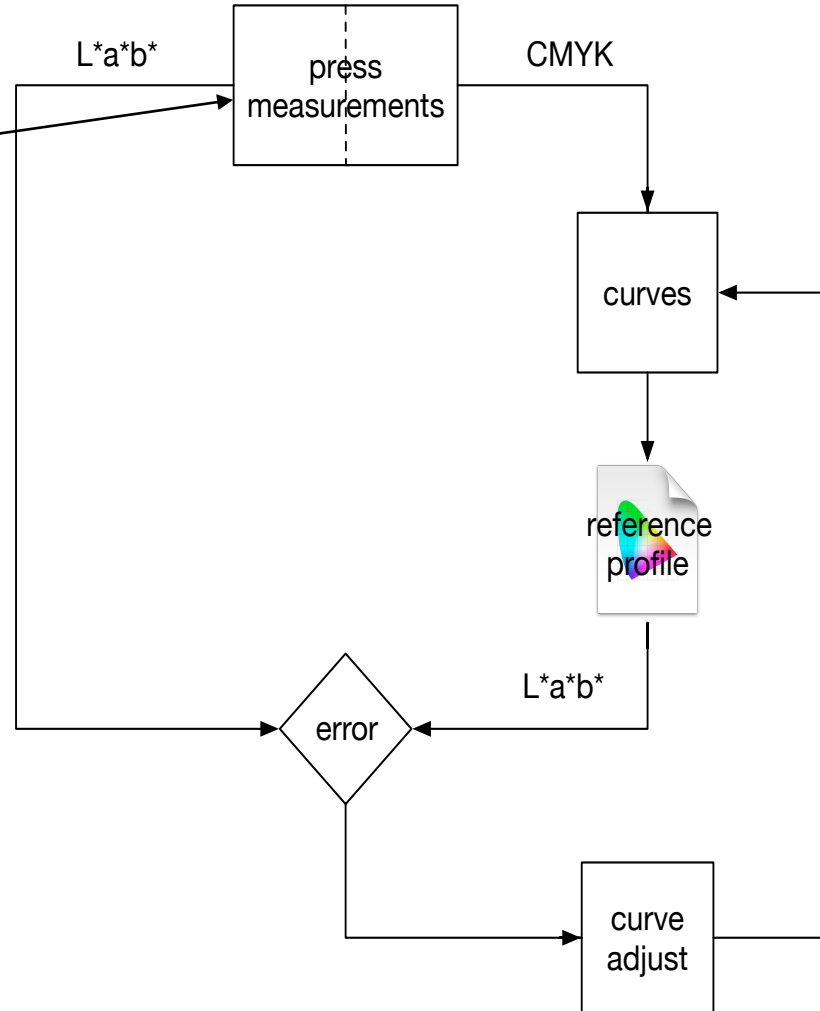 L*a*b*
press
measurements
CMYK
curves
reference
profile
L*a*b*
error
curve
adjust